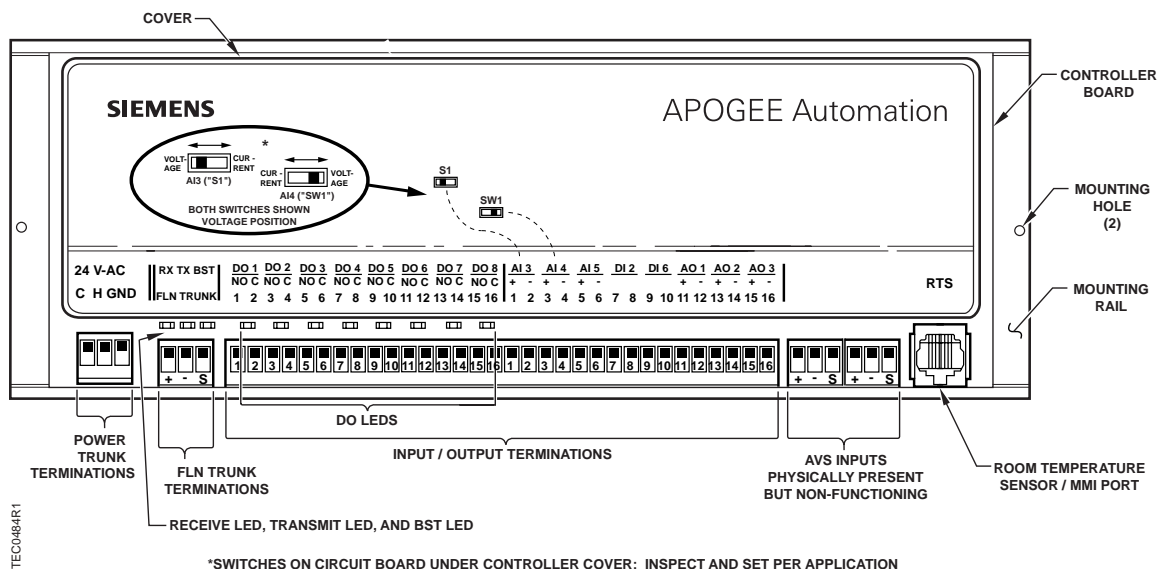 COVER
SIEMENS
APOGEE Automation
CONTROLLER
BOARD
*
VOLT-
AGE
CUR -
RENT
AI3 ("S1")
CUR -
RENT
VOLT-
AGE
AI4 ("SW1")
BOTH SWITCHES SHOWN
VOLTAGE POSITION
S1
SW1
MOUNTING
HOLE
(2)
24 V-AC
C H GND
RX TX BST
FLN TRUNK
DO 1 DO 2 DO 3 DO 4 DO 5 DO 6 DO 7 DO 8 AI 3 AI 4 AI 5 DI 2 DI 6 AO 1 AO 2 AO 3
NO C NO C NO C NO C NO C NO C NO C NO C + - + - + - + - + - + -
1 2 3 4 5 6 7 8 9 10 11 12 13 14 15 16 1 2 3 4 5 6 7 8 9 10 11 12 13 14 15 16
RTS
MOUNTING
RAIL
1 2 3 4 5 6 7 8 9 10 11 12 13 14 15 16 1 2 3 4 5 6 7 8 9 10 11 12 13 14 15 16
+ - S
+ - S + - S
DO LEDS
POWER
TRUNK
TERMINATIONS
FLN TRUNK
TERMINATIONS
INPUT / OUTPUT TERMINATIONS
AVS INPUTS
PHYSICALLY PRESENT
BUT NON-FUNCTIONING
ROOM TEMPERATURE
SENSOR / MMI PORT
RECEIVE LED, TRANSMIT LED, AND BST LED
TEC0484R1
*SWITCHES ON CIRCUIT BOARD UNDER CONTROLLER COVER: INSPECT AND SET PER APPLICATION